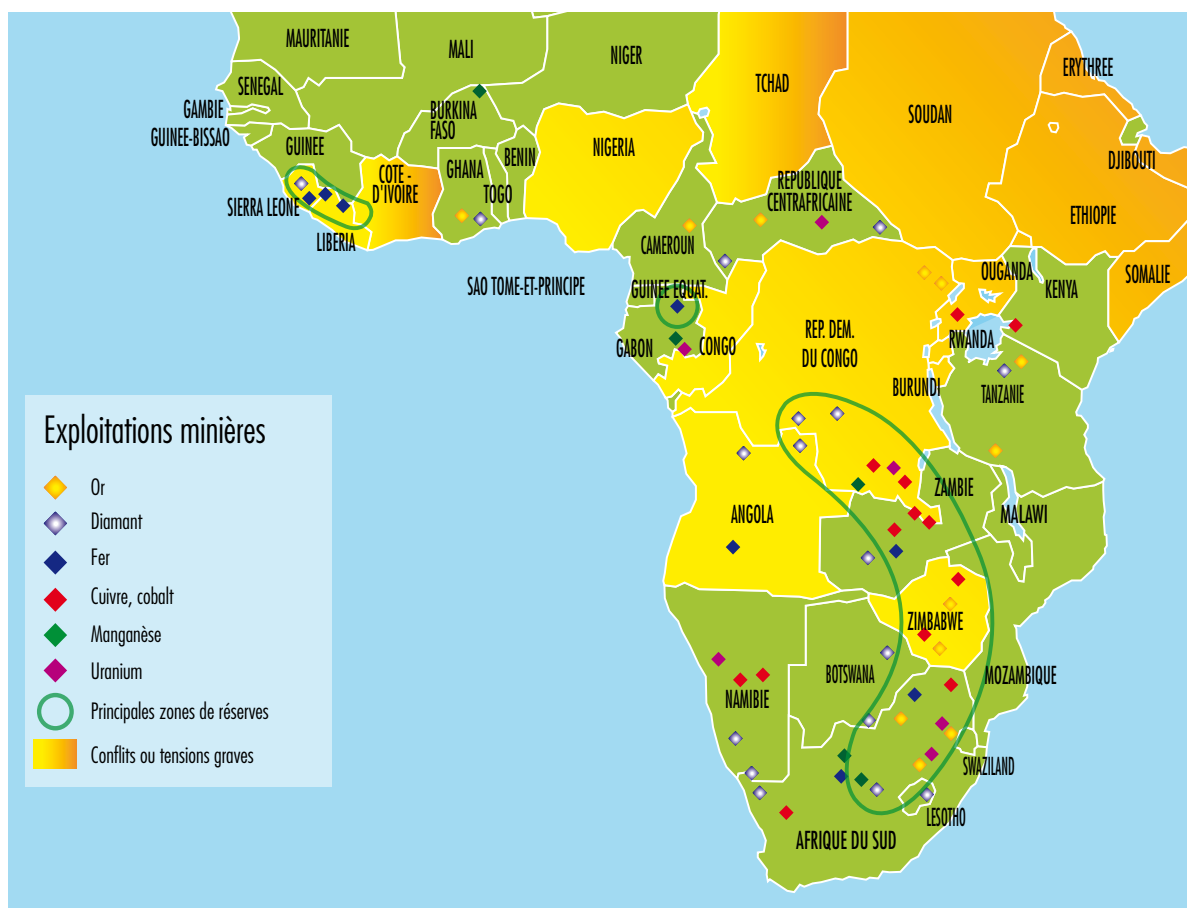 MAURITANIE
MALI
NIGER
TCHAD
SOUDAN
ERYTHREE
SENEGAL
GAMBIE
GUINEE-BISSAO
BURKINA
FASO
GUINEE
BENIN
NIGERIA
DJIBOUTI
COTE -
D'IVOIRE
GHANA
TOGO
REPUBLIQUE
CENTRAFRICAINE
SIERRA LEONE
LIBERIA
ETHIOPIE
CAMEROUN
SAO TOME-ET-PRINCIPE
GUINEE EQUAT.
OUGANDA
SOMALIE
KENYA
REP. DEM.
DU CONGO
GABON
CONGO
RWANDA
BURUNDI
TANZANIE
Exploitations minières
Or
Diamant
Fer
Cuivre, cobalt
Manganèse
Uranium
Principales zones de réserves
Conflits ou tensions graves
ZAMBIE
ANGOLA
MALAWI
ZIMBABWE
BOTSWANA
MOZAMBIQUE
NAMIBIE
SWAZILAND
LESOTHO
AFRIQUE DU SUD